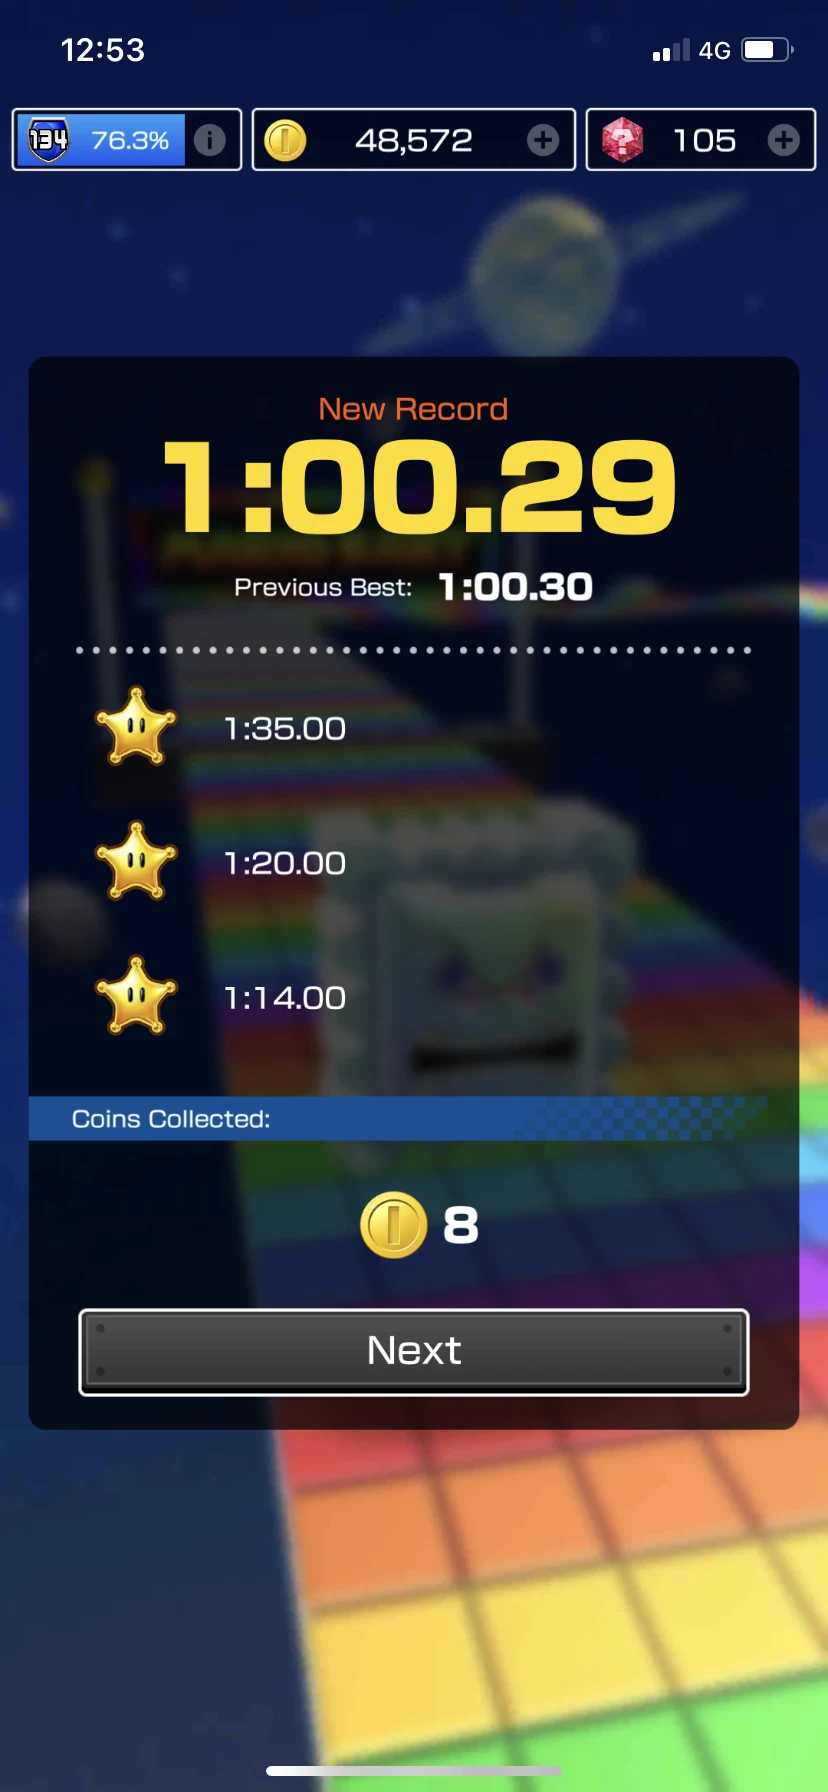 12:53 4G
134 76.3% 48,572 105
New Record
1:00.29
Previous Best: 1:00.30
1:35.00
1:20.00
1:14.00
Coins Collected:
8
Next